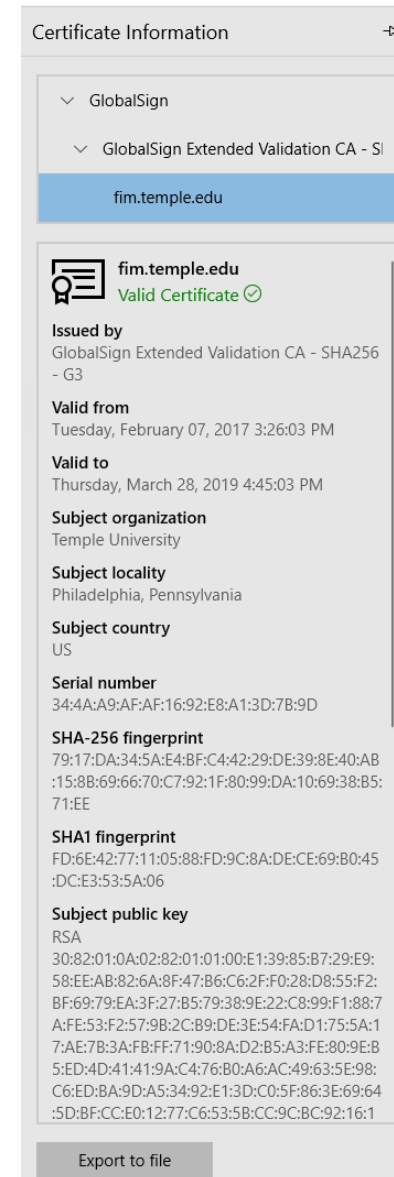 Certificate Information
GlobalSign
GlobalSign Extended Validation CA - S
fim.temple.edu
fim.temple.edu
Valid Certificate
Issued by
GlobalSign Extended Validation CA - SHA256
- G3
Valid from
Tuesday, February 07, 2017 3:26:03 PM
Valid to
Thursday, March 28, 2019 4:45:03 PM
Subject organization
Temple University
Subject locality
Philadelphia, Pennsylvania
Subject country
US
Serial number
34:4A:A9:AF:AF:16:92:E8:A1:3D:7B:9D
SHA-256 fingerprint
79:17:DA:34:5A:E4:BF:C4:42:29:DE:39:8E:40:AB
:15:8B:69:66:70:C7:92:1F:80:99:DA:10:69:38:B5:
71:EE
SHA1 fingerprint
FD:6E:42:77:11:05:88:FD:9C:8A:DE:CE:69:B0:45
:DC:E3:53:5A:06
Subject public key
RSA
30:82:01:0A:02:82:01:01:00:E1:39:85:B7:29:E9:
58:EE:AB:82:6A:8F:47:B6:C6:2F:F0:28:D8:55:F2:
BF:69:79:EA:3F:27:B5:79:38:9E:22:C8:99:F1:88:7
A:FE:53:F2:57:9B:2C:B9:DE:3E:54:FA:D1:75:5A:1
7:AE:7B:3A:FB:FF:71:90:8A:D2:B5:A3:FE:80:9E:B
5:ED:4D:41:41:9A:C4:76:B0:A6:AC:49:63:5E:98:
C6:ED:BA:9D:A5:34:92:E1:3D:C0:5F:86:3E:69:64
:5D:BF:CC:E0:12:77:C6:53:5B:CC:9C:BC:92:16:1
Export to file